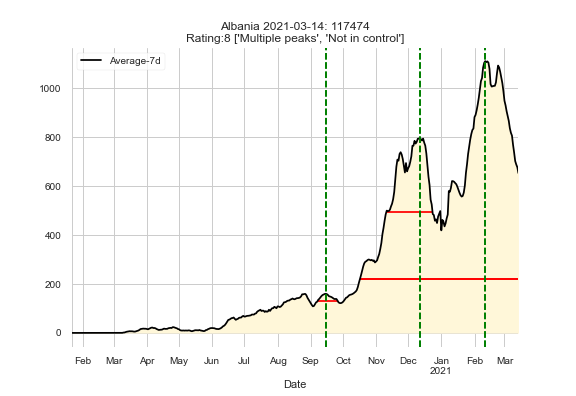 Albania 2021-03-14: 117474
Rating:8 ['Multiple peaks', 'Not in control']
Average-7d
1000
800
600
400
200
0
Feb Mar Apr May Jun Jul Aug Sep Oct Nov Dec Jan Feb Mar
2021
Date